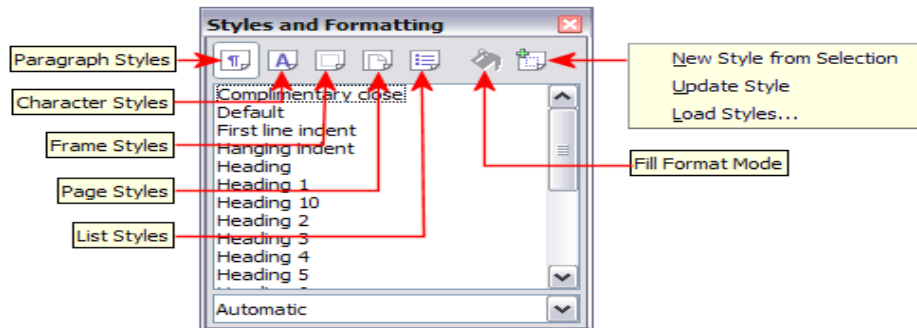 Styles and Formatting
Paragraph Styles
Character Styles
Frame Styles
Page Styles
List Styles
New Style from Selection
Update Style
Load Styles...
Fill Format Mode
Complimentary close
Default
First line indent
Hanging indent
Heading
Heading 1
Heading 10
Heading 2
Heading 3
Heading 4
Heading 5
Automatic